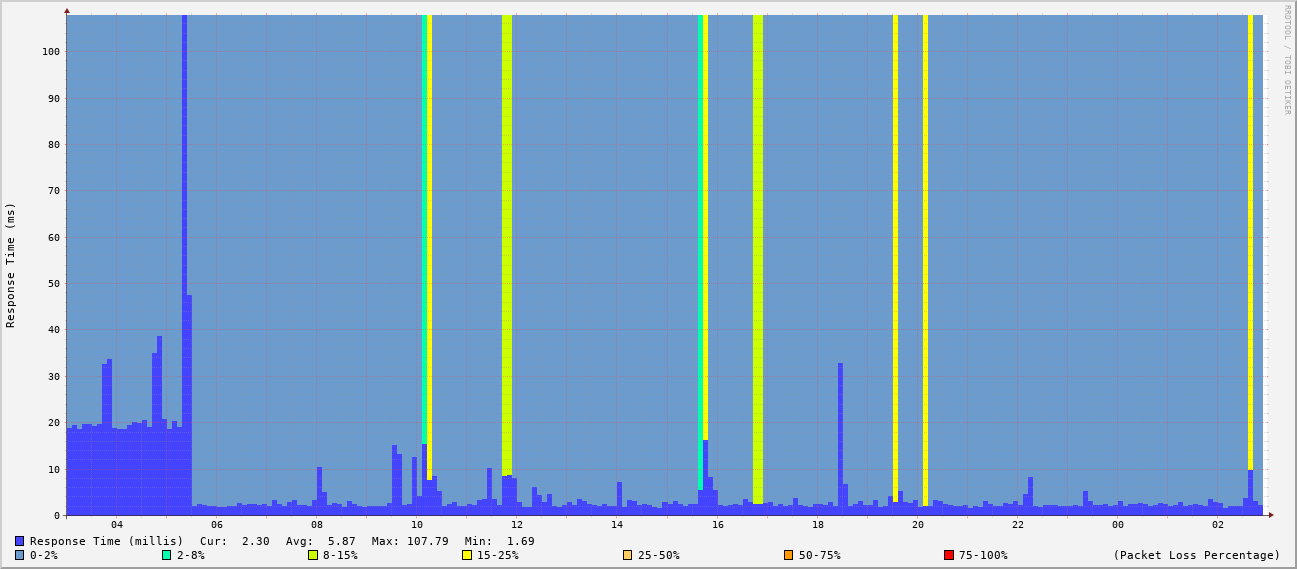 RRDTOOL / TOBI OETIKER
Response Time (ms)
100
90
80
70
60
50
40
30
20
10
0
04 06 08 10 12 14 16 18 20 22 00 02
Response Time (millis) Cur: 2.30 Avg: 5.87 Max: 107.79 Min: 1.69
0-2% 2-8% 8-15% 15-25% 25-50% 50-75% 75-100% (Packet Loss Percentage)